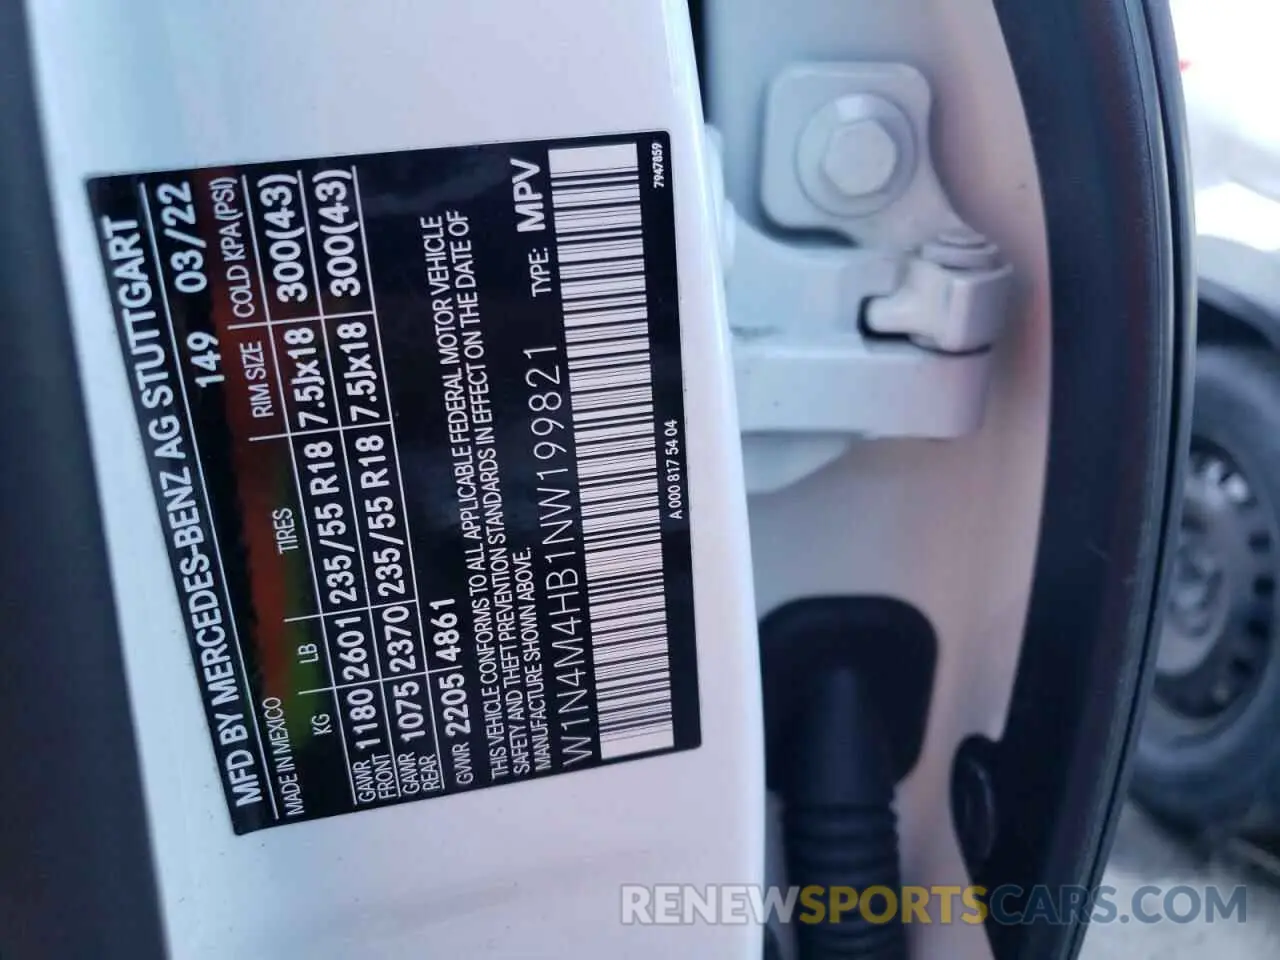 MFD BY MERCEDES-BENZ AG STUTTGART
MADE IN MEXICO 149 03/22
KG LB TIRES RIM SIZE COLD KPA(PSI)
GAWR FRONT 1180 2601 235/55 R18 7.5Jx18 300(43)
GAWR REAR 1075 2370 235/55 R18 7.5Jx18 300(43)
GVWR 2205 4861
THIS VEHICLE CONFORMS TO ALL APPLICABLE FEDERAL MOTOR VEHICLE
SAFETY AND THEFT PREVENTION STANDARDS IN EFFECT ON THE DATE OF
MANUFACTURE SHOWN ABOVE.
TYPE: MPV
W1N4M4HB1NW199821
A 000 817 54 04
7947859
RENEWSPORTSCARS.COM